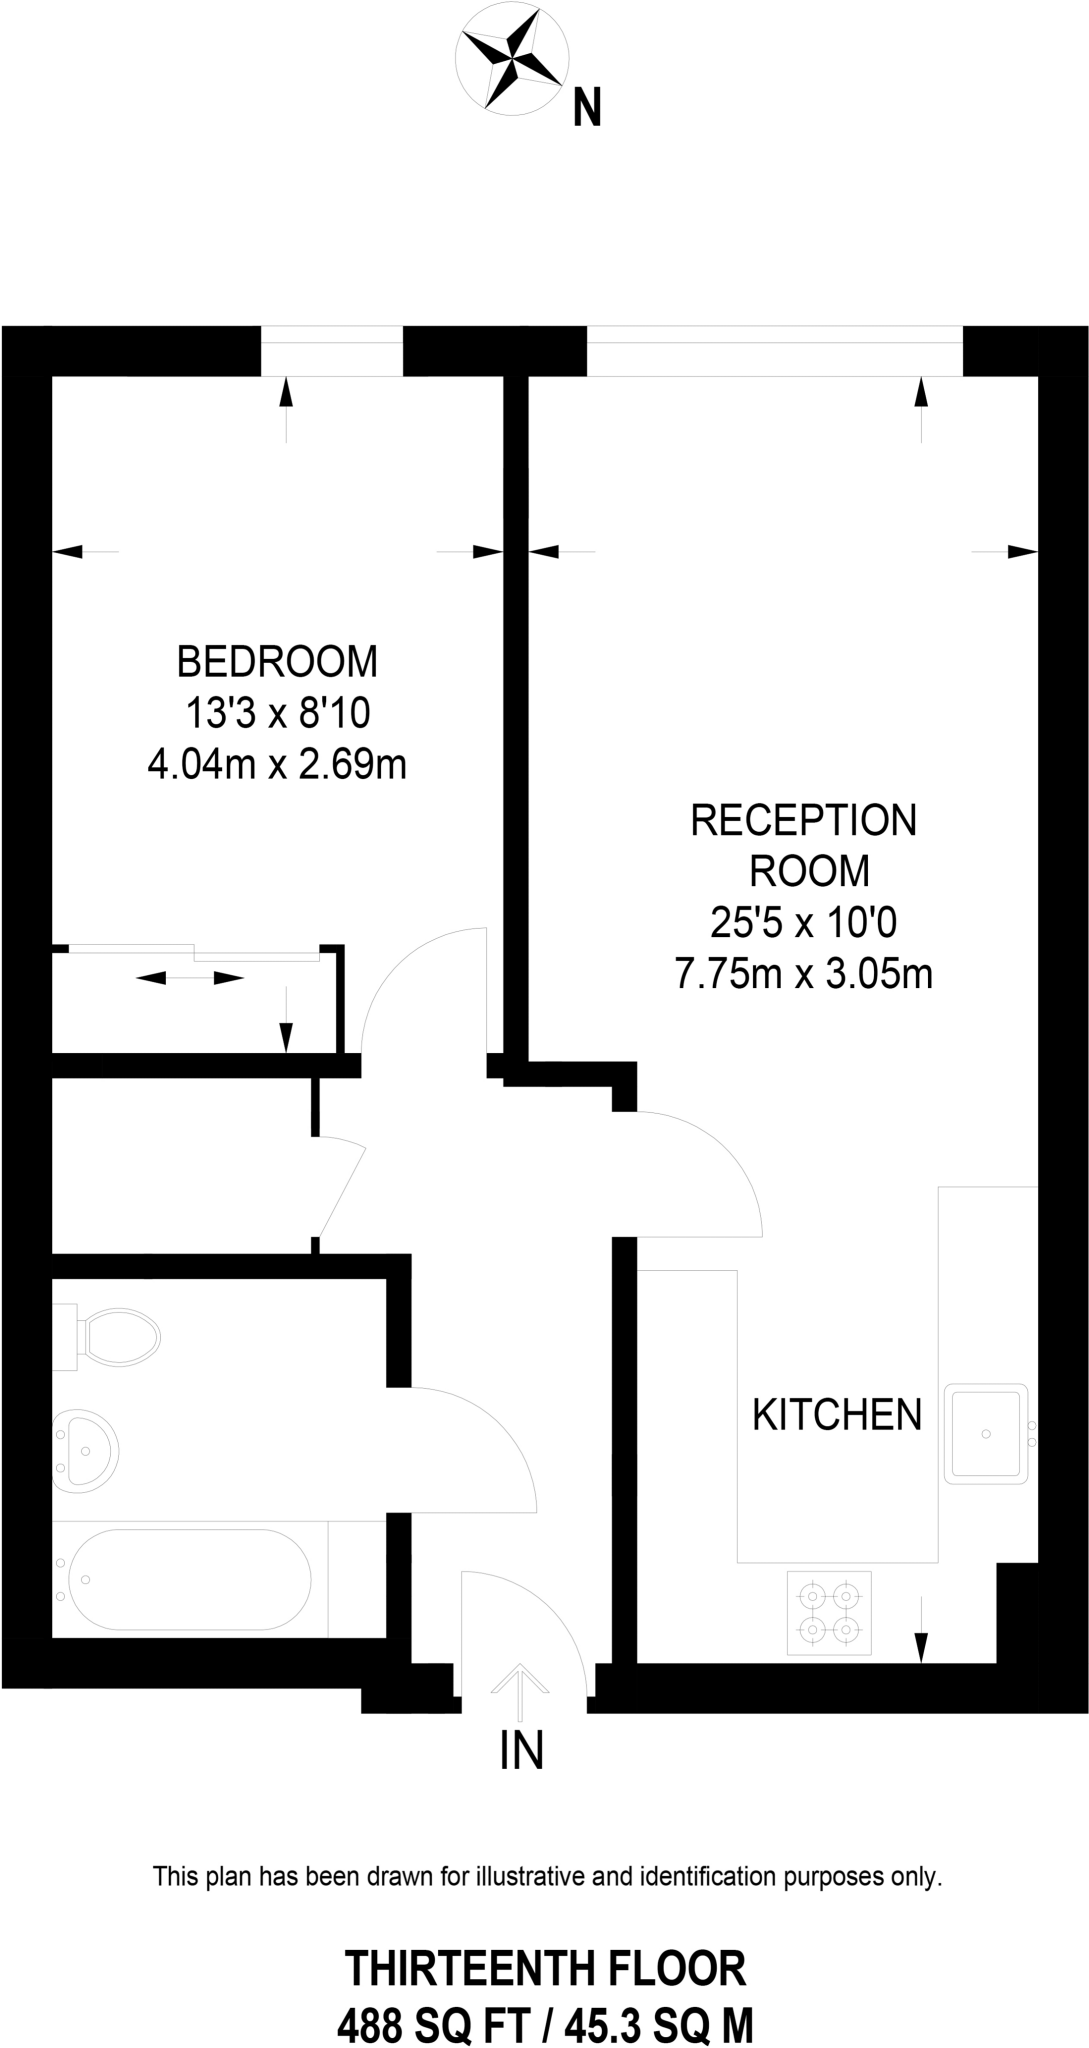 N
BEDROOM
13'3 x 8'10
4.04m x 2.69m
RECEPTION
ROOM
25'5 x 10'0
7.75m x 3.05m
KITCHEN
IN
This plan has been drawn for illustrative and identification purposes only.
THIRTEENTH FLOOR
488 SQ FT / 45.3 SQ M